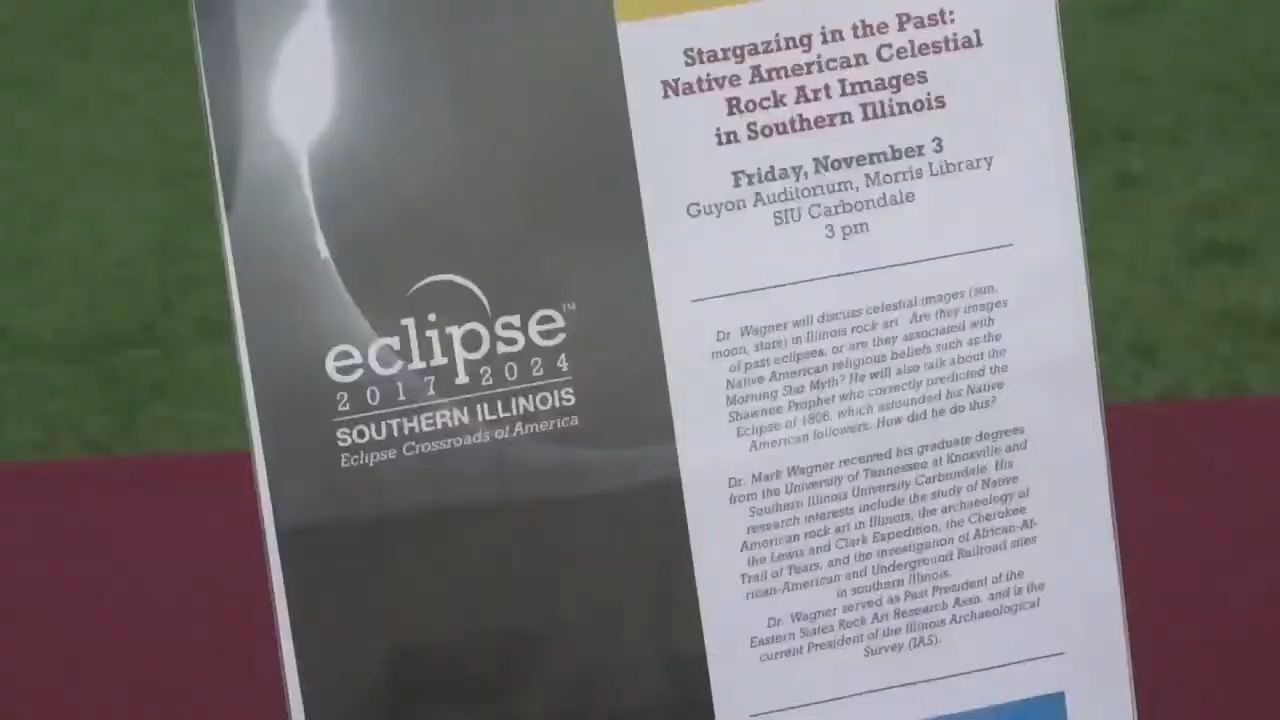 eclipse™
2017 2024
SOUTHERN ILLINOIS
Eclipse Crossroads of America
Stargazing in the Past:
Native American Celestial
Rock Art Images
in Southern Illinois
Friday, November 3
Guyon Auditorium, Morris Library
SIU Carbondale
3 pm
Dr. Wagner will discuss celestial images (sun,
moon, stars) in Illinois rock art. Are they images
of past eclipses, or are they associated with
Native American religious beliefs such as the
Morning Star Myth? He will also talk about the
Shawnee Prophet who correctly predicted the
Eclipse of 1806, which astounded his Native
American followers. How did he do this?
Dr. Mark Wagner received his graduate degrees
from the University of Tennessee at Knoxville and
Southern Illinois University Carbondale. His
research interests include the study of Native
American rock art in Illinois, the archaeology of
the Lewis and Clark Expedition, the Cherokee
Trail of Tears, and the investigation of African-Af-
rican-American and Underground Railroad sites
in southern Illinois.
Dr. Wagner served as Past President of the
Eastern States Rock Art Research Assn. and is the
current President of the Illinois Archaeological
Survey (IAS).